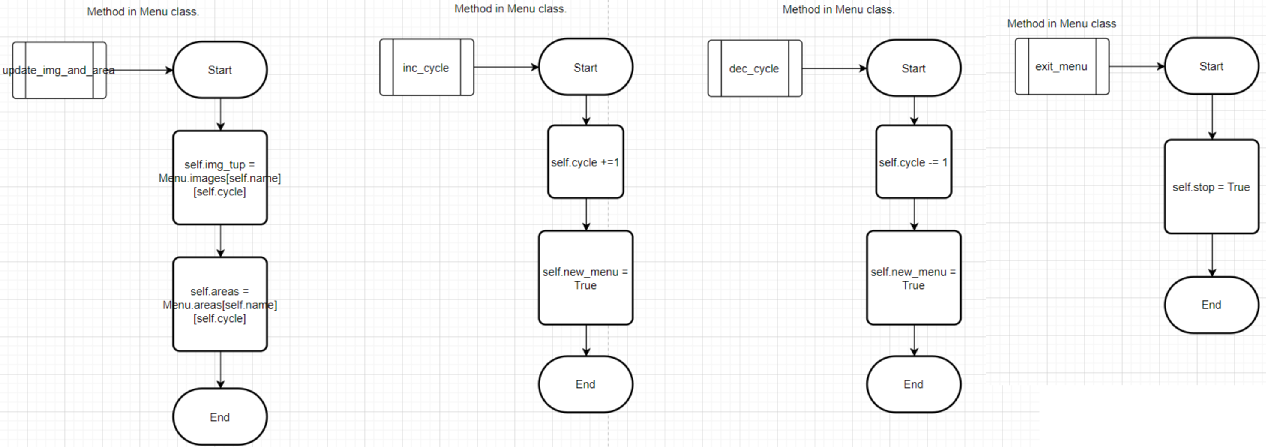 Method in Menu class.
update_img_and_area
Start
self.img_tup =
Menu.images[self.name]
[self.cycle]
self.areas =
Menu.areas[self.name]
[self.cycle]
End
Method in Menu class.
inc_cycle
Start
self.cycle +=1
self.new_menu =
True
End
Method in Menu class.
dec_cycle
Start
self.cycle -= 1
self.new_menu =
True
End
Method in Menu class
exit_menu
Start
self.stop = True
End